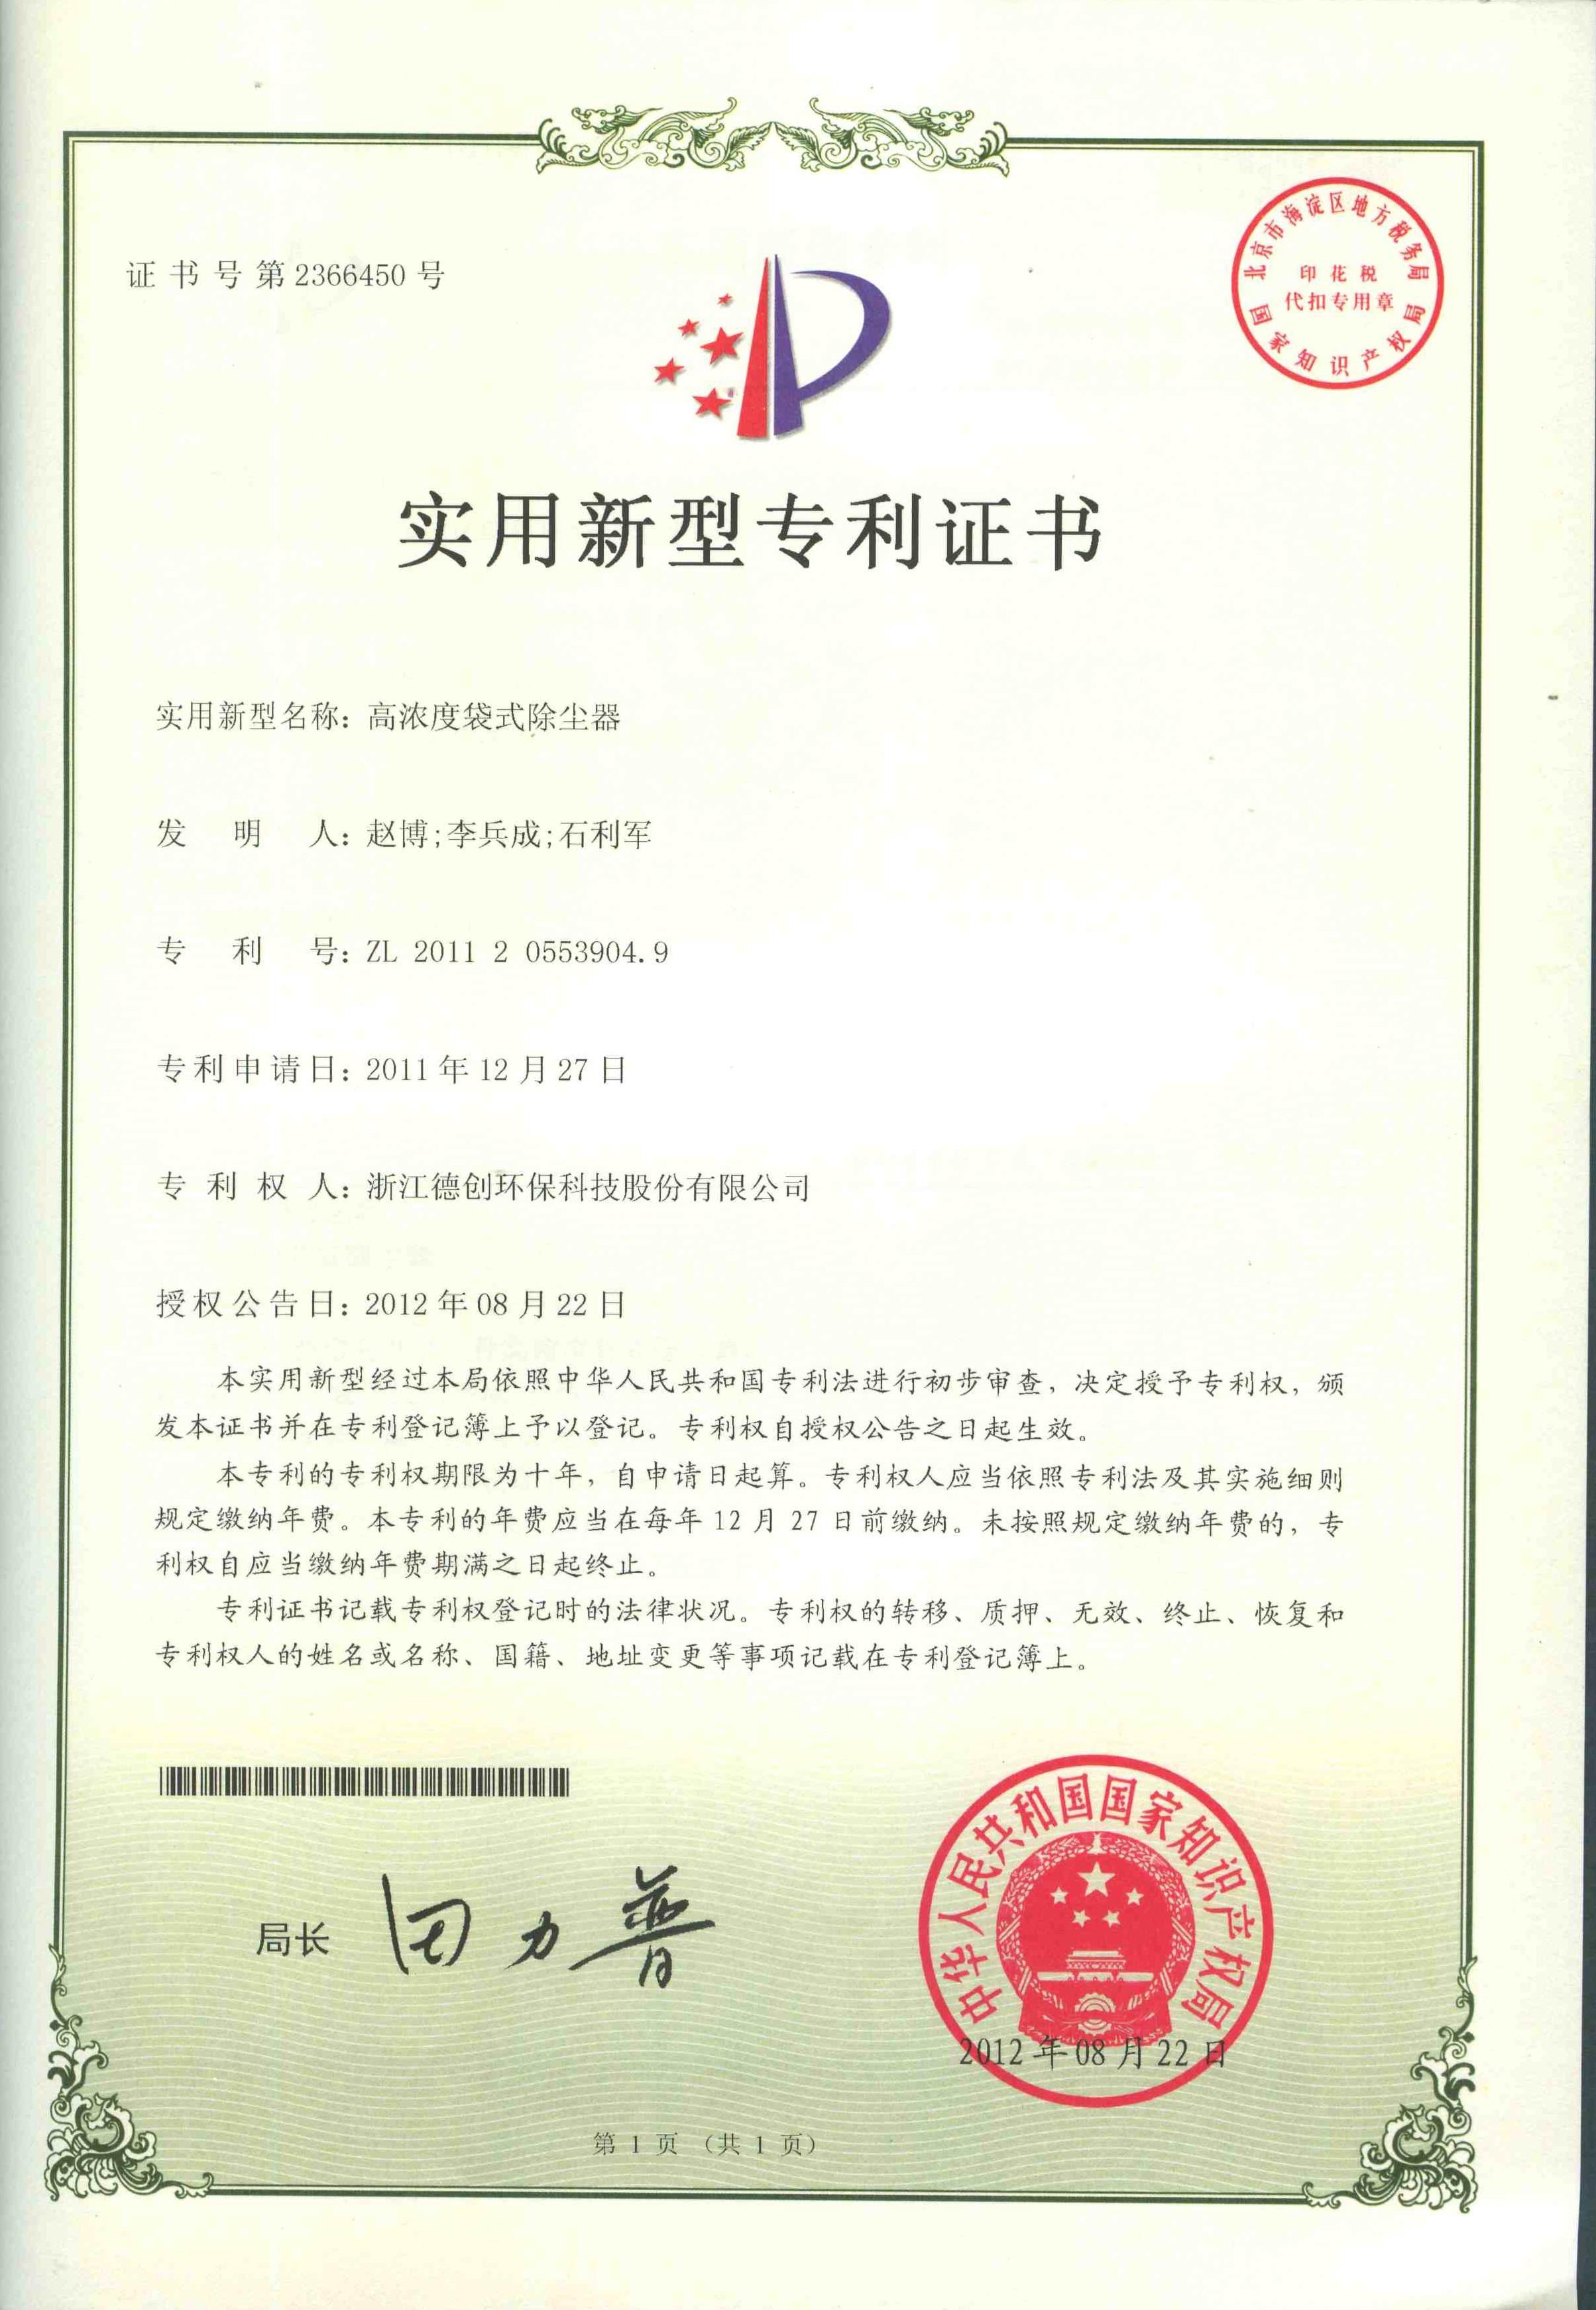 证书号第2366450号
北京市海淀区地方税务局
印花税
代扣专用章
国家知识产权局
实用新型专利证书
实用新型名称：高浓度袋式除尘器
发明人：赵博;李兵成;石利军
专利号：ZL 2011 2 0553904.9
专利申请日：2011年12月27日
专利权人：浙江德创环保科技股份有限公司
授权公告日：2012年08月22日
本实用新型经过本局依照中华人民共和国专利法进行初步审查，决定授予专利权，颁
发本证书并在专利登记簿上予以登记。专利权自授权公告之日起生效。
本专利的专利权期限为十年，自申请日起算。专利权人应当依照专利法及其实施细则
规定缴纳年费。本专利的年费应当在每年12月27日前缴纳。未按照规定缴纳年费的，专
利权自应当缴纳年费期满之日起终止。
专利证书记载专利权登记时的法律状况。专利权的转移、质押、无效、终止、恢复和
专利权人的姓名或名称、国籍、地址变更等事项记载在专利登记簿上。
局长 田力普
中华人民共和国国家知识产权局
2012年08月22日
第1页（共1页）